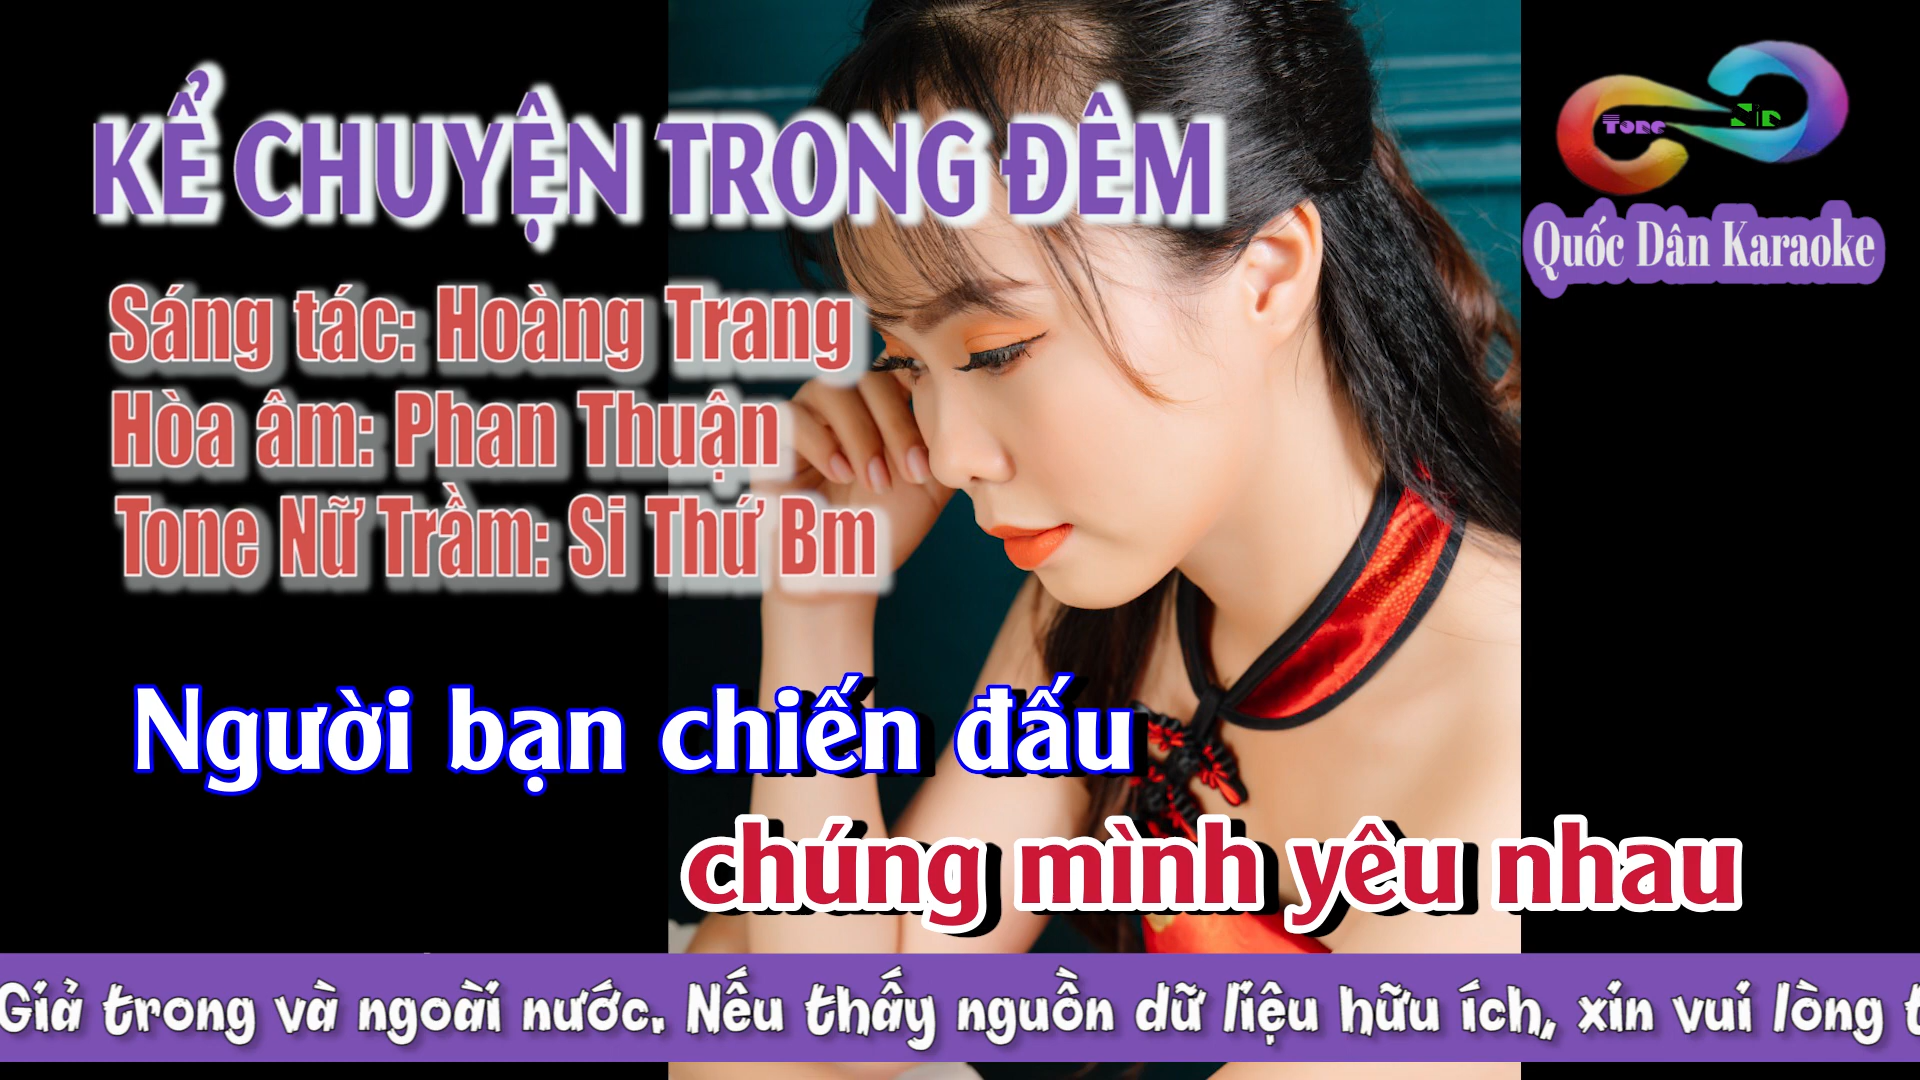 KỂ CHUYỆN TRONG ĐÊM
Tone Sin
Quốc Dân Karaoke
Sáng tác: Hoàng Trang
Hòa âm: Phan Thuận
Tone Nữ Trầm: Si Thứ Bm
Người bạn chiến đấu
chúng mình yêu nhau
Giả trong và ngoài nước. Nếu thấy nguồn dữ liệu hữu ích, xin vui lòng t